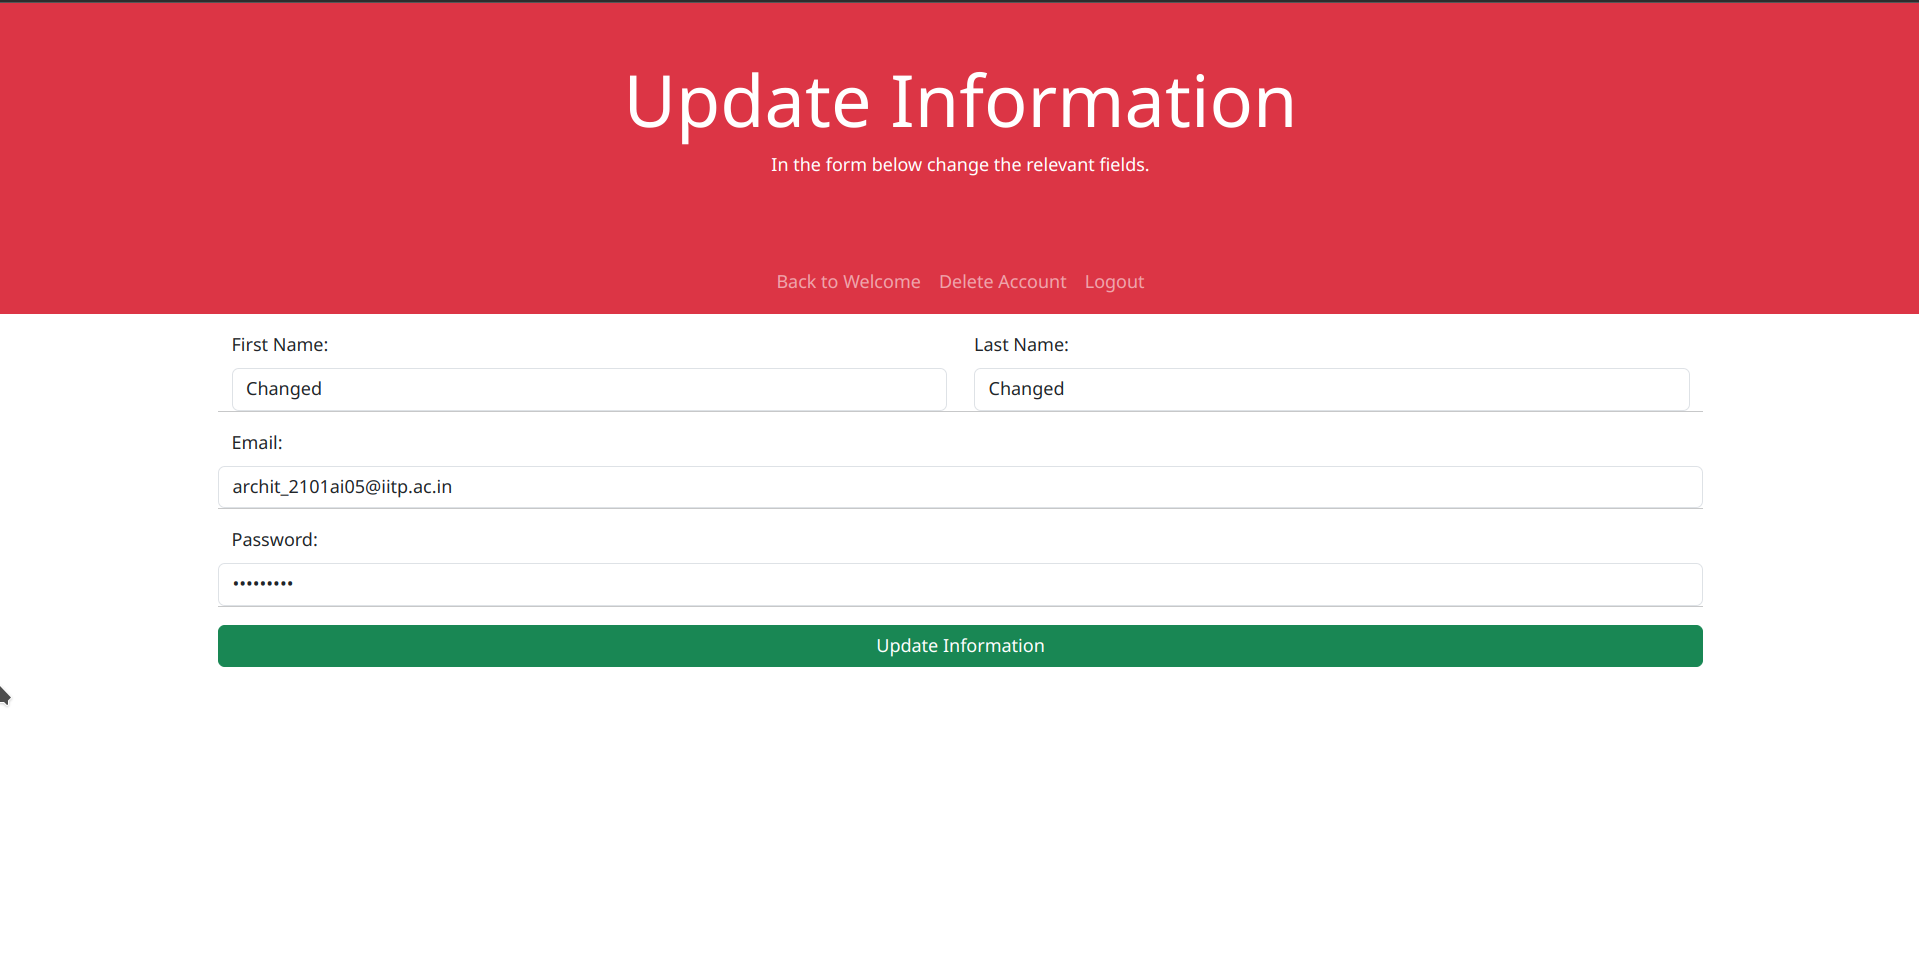 Update Information
In the form below change the relevant fields.
Back to Welcome Delete Account Logout
First Name: Last Name:
Changed Changed
Email:
archit_2101ai05@iitp.ac.in
Password:
•••••••••
Update Information